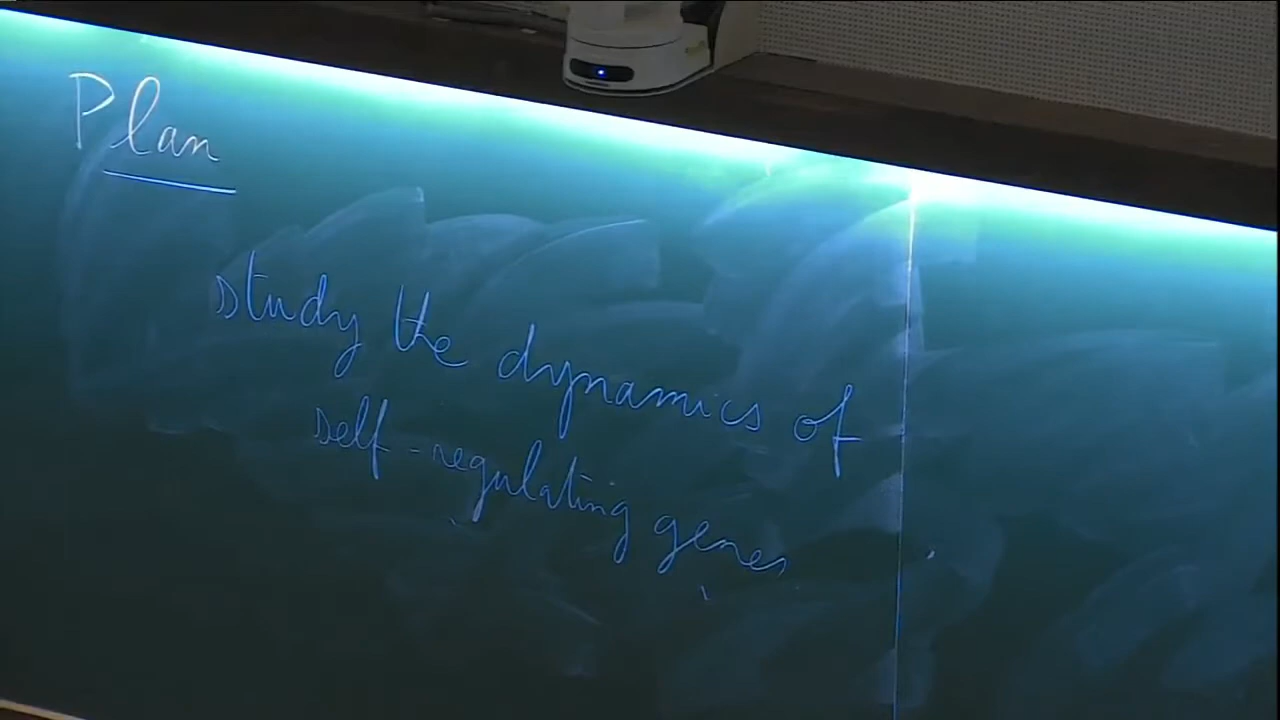 Plan
study the dynamics of
self-regulating genes